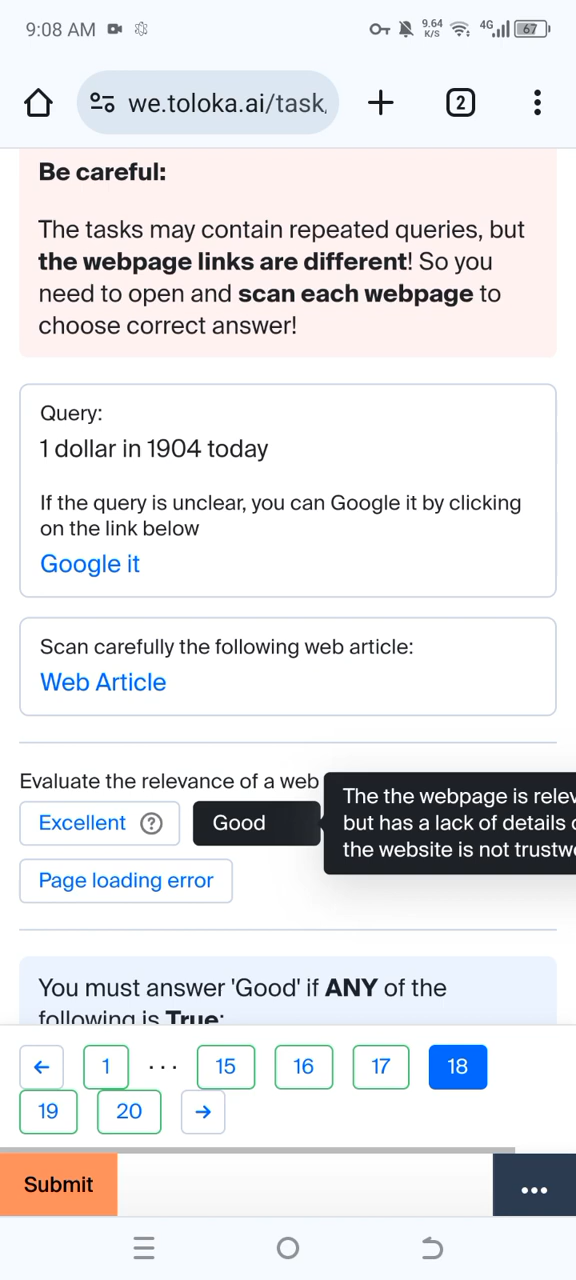 9:08 AM
9.64 K/S
4G
67
we.toloka.ai/task,
2
Be careful:
The tasks may contain repeated queries, but
the webpage links are different! So you
need to open and scan each webpage to
choose correct answer!
Query:
1 dollar in 1904 today
If the query is unclear, you can Google it by clicking
on the link below
Google it
Scan carefully the following web article:
Web Article
Evaluate the relevance of a web
The the webpage is relev
but has a lack of details
the website is not trustw
Excellent ?
Good
Page loading error
You must answer 'Good' if ANY of the
following is True:
1 ... 15 16 17 18
19 20
Submit
...